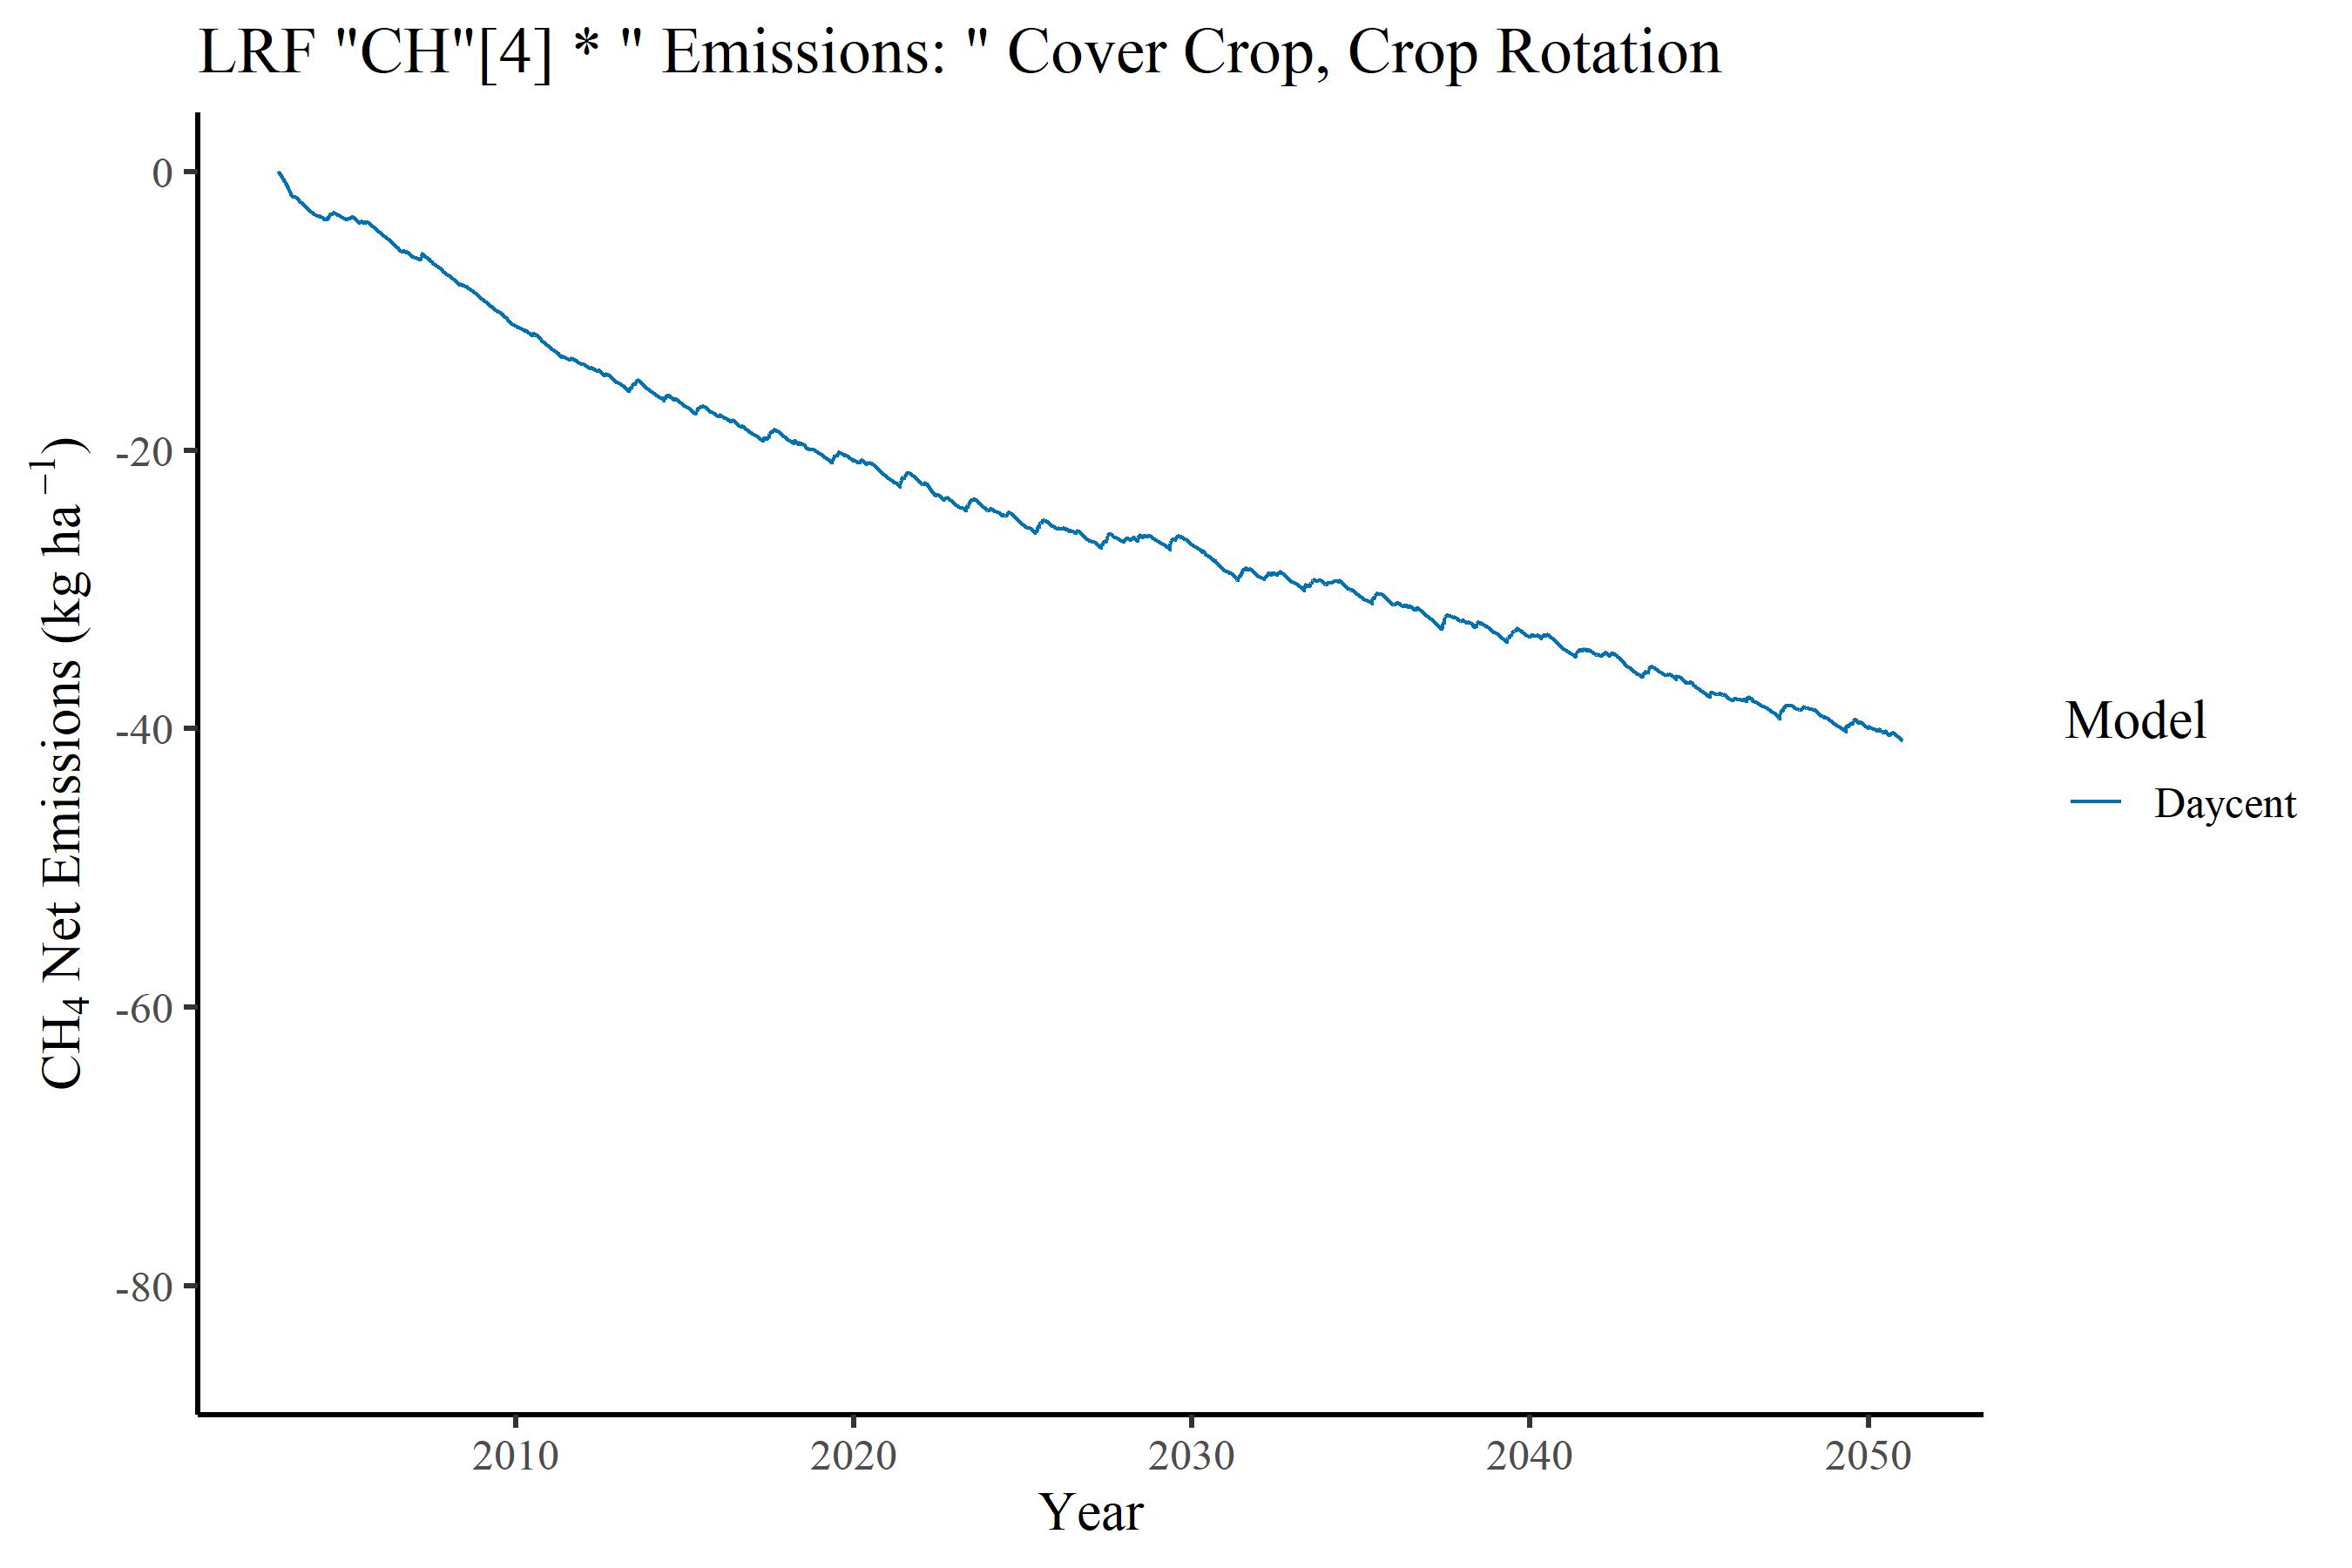 LRF "CH"[4] * " Emissions: " Cover Crop, Crop Rotation
CH₄ Net Emissions (kg ha ⁻¹)
0
-20
-40
-60
-80
2010 2020 2030 2040 2050
Year
Model
Daycent